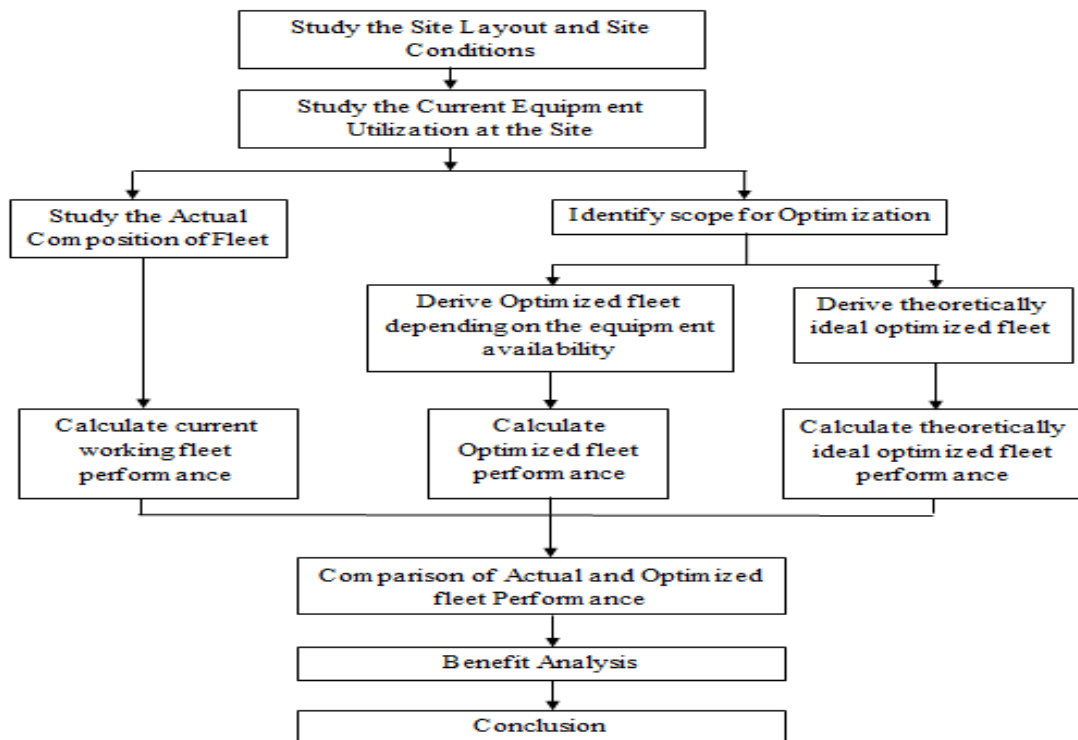 Study the Site Layout and Site
Conditions
Study the Current Equipment
Utilization at the Site
Study the Actual
Composition of Fleet
Identify scope for Optimization
Derive Optimized fleet
depending on the equipment
availability
Derive theoretically
ideal optimized fleet
Calculate current
working fleet
performance
Calculate
Optimized fleet
performance
Calculate theoretically
ideal optimized fleet
performance
Comparison of Actual and Optimized
fleet Performance
Benefit Analysis
Conclusion